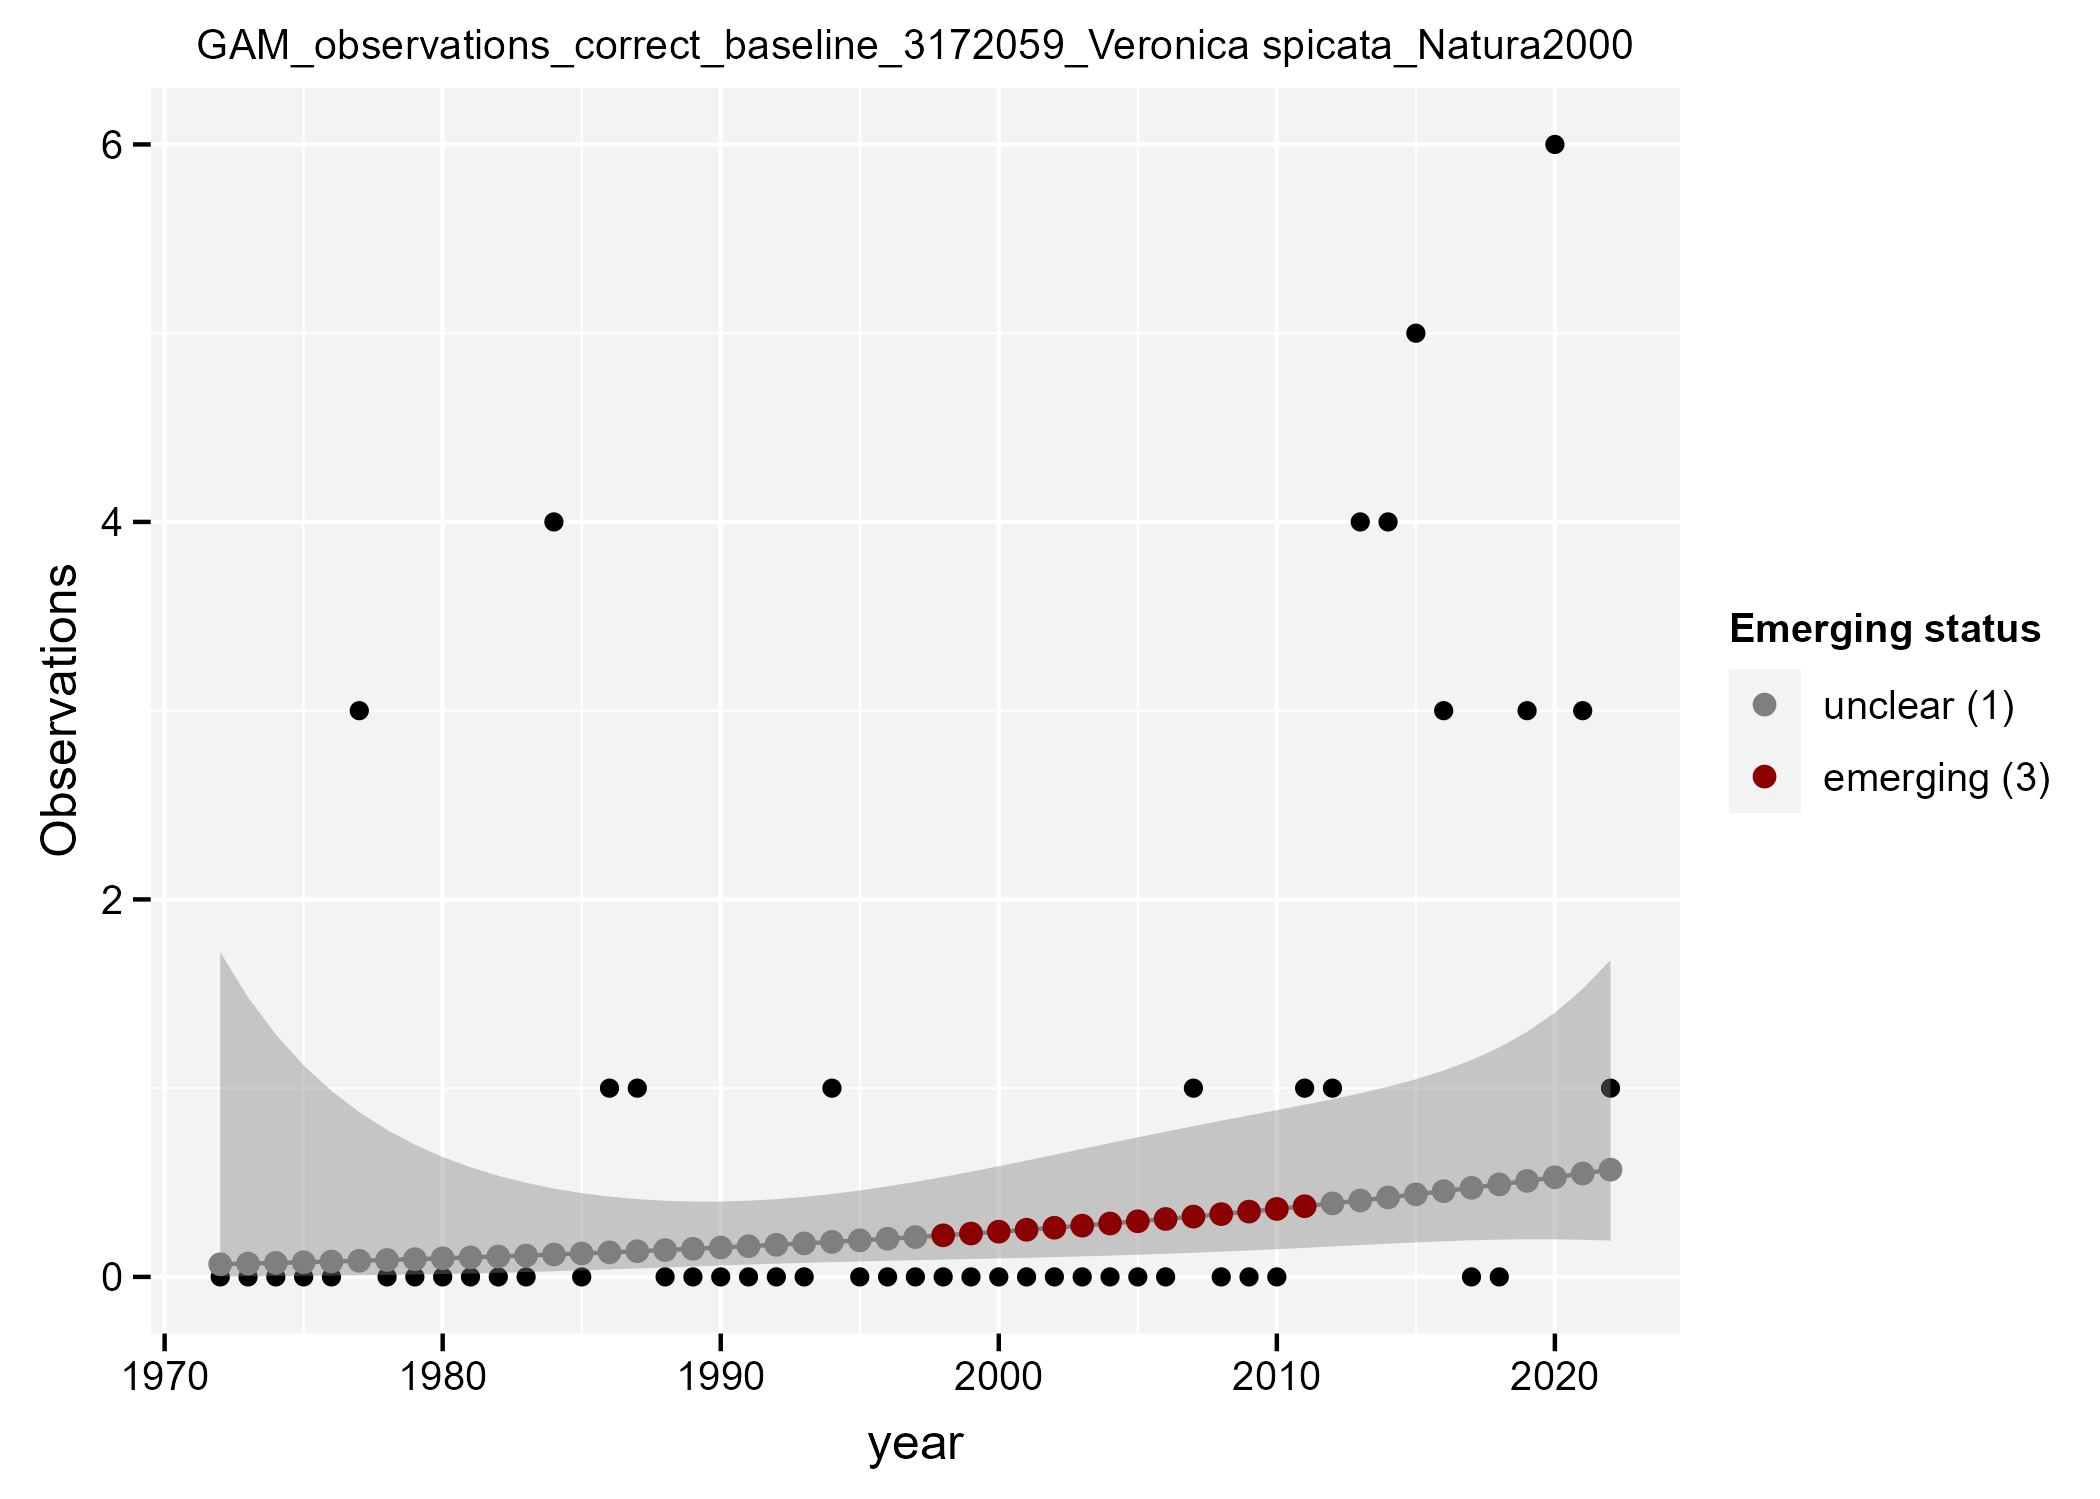 GAM_observations_correct_baseline_3172059_Veronica spicata_Natura2000
Observations
6
4
2
0
1970 1980 1990 2000 2010 2020
year
Emerging status
unclear (1)
emerging (3)